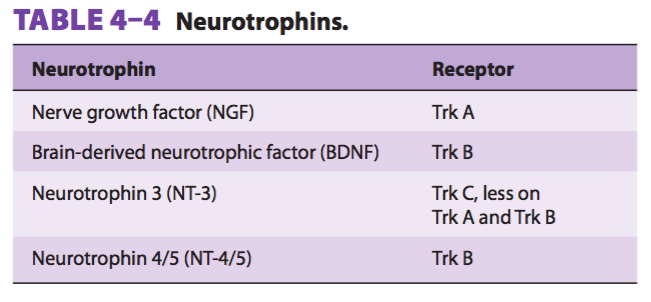 TABLE 4–4 Neurotrophins.
Neurotrophin Receptor
Nerve growth factor (NGF) Trk A
Brain-derived neurotrophic factor (BDNF) Trk B
Neurotrophin 3 (NT-3) Trk C, less on
Trk A and Trk B
Neurotrophin 4/5 (NT-4/5) Trk B